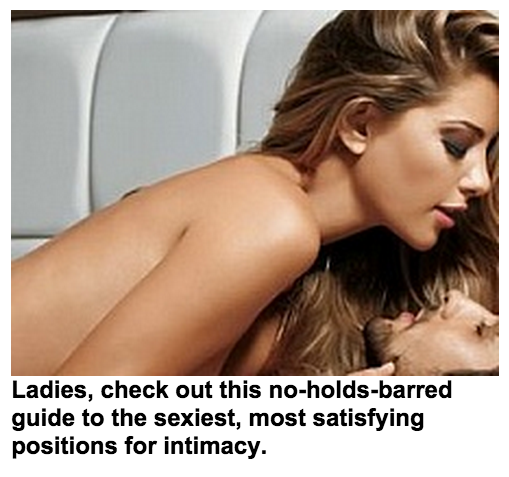 Ladies, check out this no-holds-barred
guide to the sexiest, most satisfying
positions for intimacy.